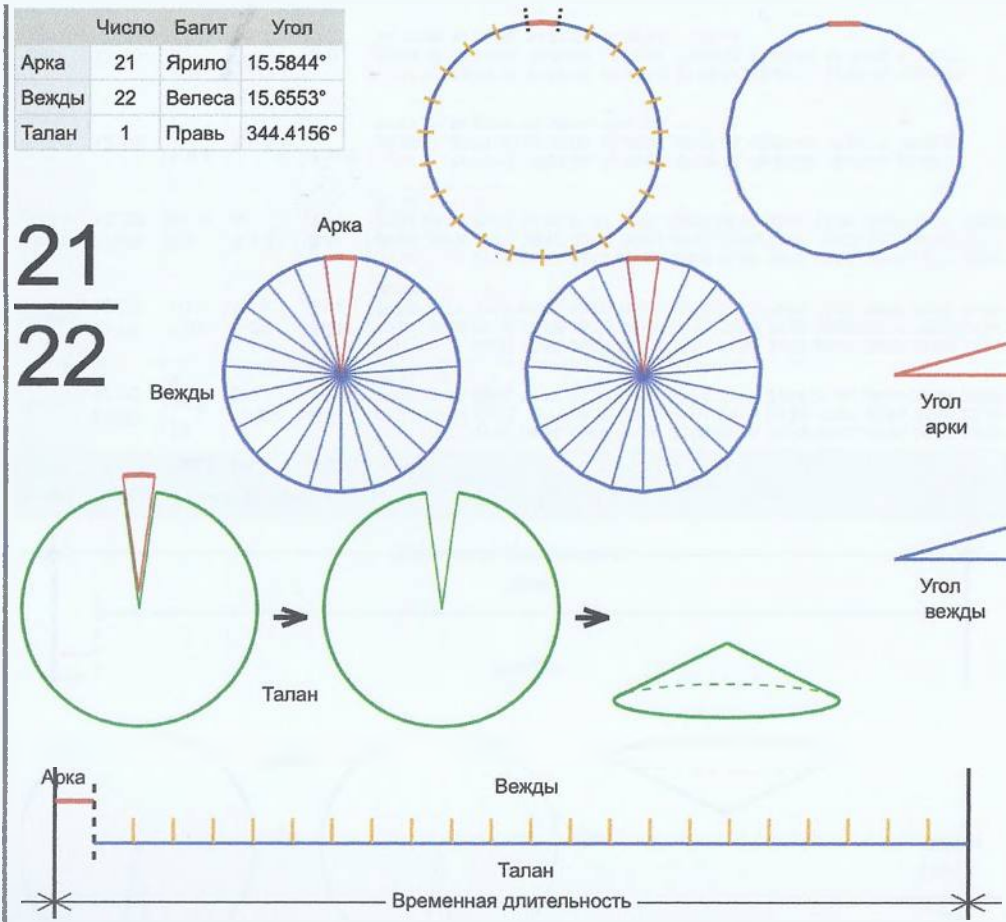 Число Багит Угол
Арка 21 Ярило 15.5844°
Вежды 22 Велеса 15.6553°
Талан 1 Правь 344.4156°
21
22
Арка
Вежды
Угол
арки
Угол
вежды
Талан
Арка
Вежды
Талан
Временная длительность